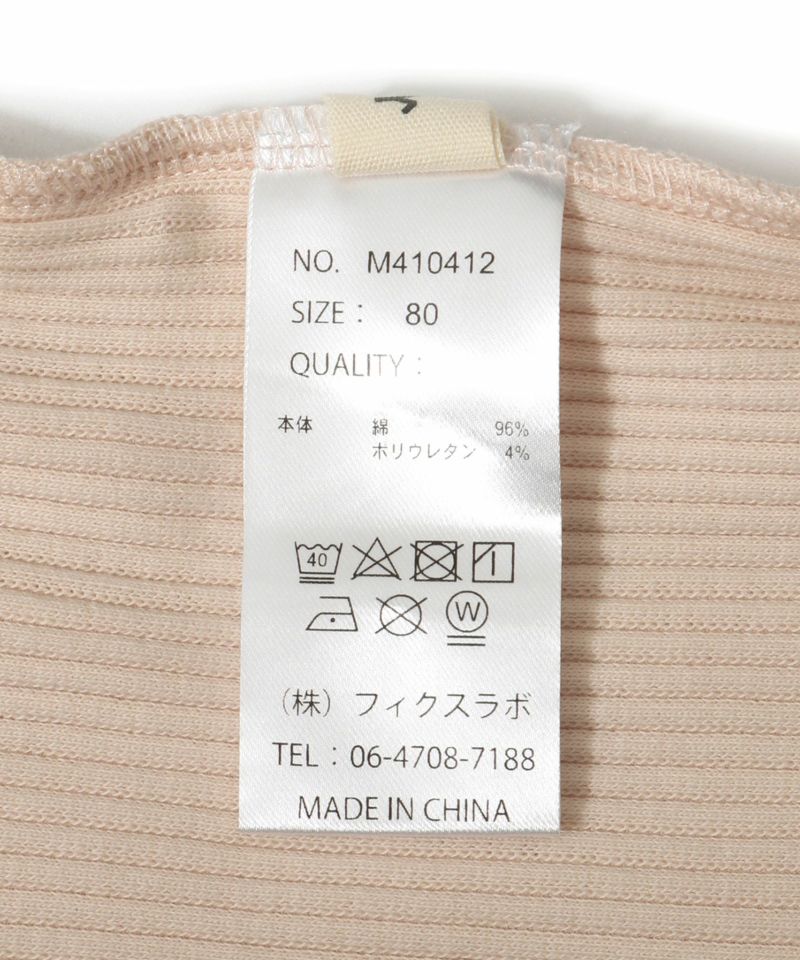 NO. M410412
SIZE： 80
QUALITY：
本体 綿 96%
ポリウレタン 4%
40
W
（株）フィクスラボ
TEL：06-4708-7188
MADE IN CHINA